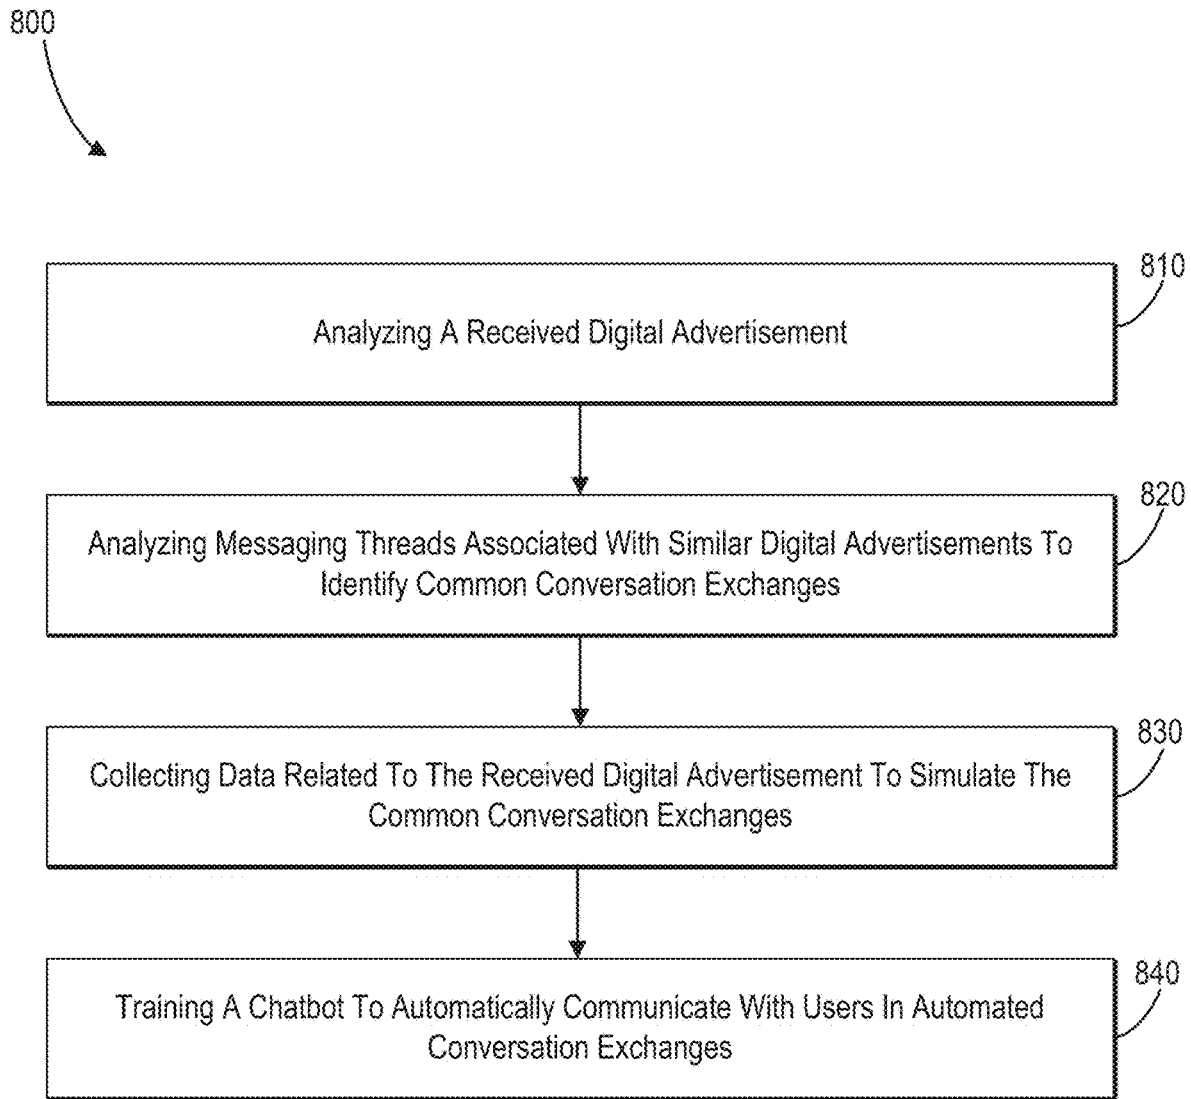 800
810
Analyzing A Received Digital Advertisement
820
Analyzing Messaging Threads Associated With Similar Digital Advertisements To
Identify Common Conversation Exchanges
830
Collecting Data Related To The Received Digital Advertisement To Simulate The
Common Conversation Exchanges
840
Training A Chatbot To Automatically Communicate With Users In Automated
Conversation Exchanges